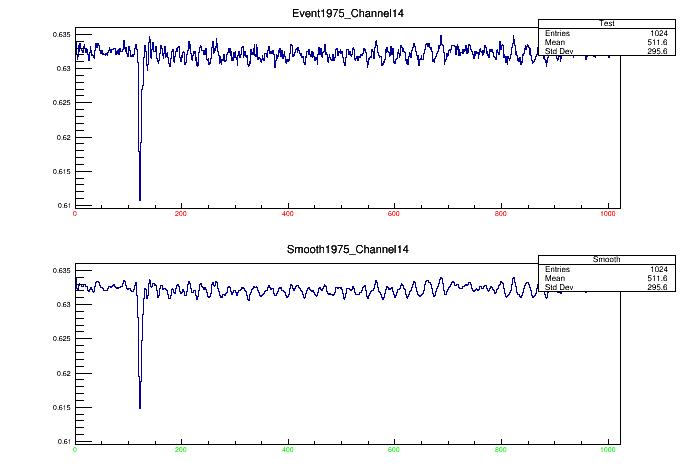 Event1975_Channel14
Test
Entries 1024
Mean 511.6
Std Dev 295.6
0.635
0.63
0.625
0.62
0.615
0.61
0 200 400 600 800 1000
Smooth1975_Channel14
Smooth
Entries 1024
Mean 511.6
Std Dev 295.6
0.635
0.63
0.625
0.62
0.615
0.61
0 200 400 600 800 1000